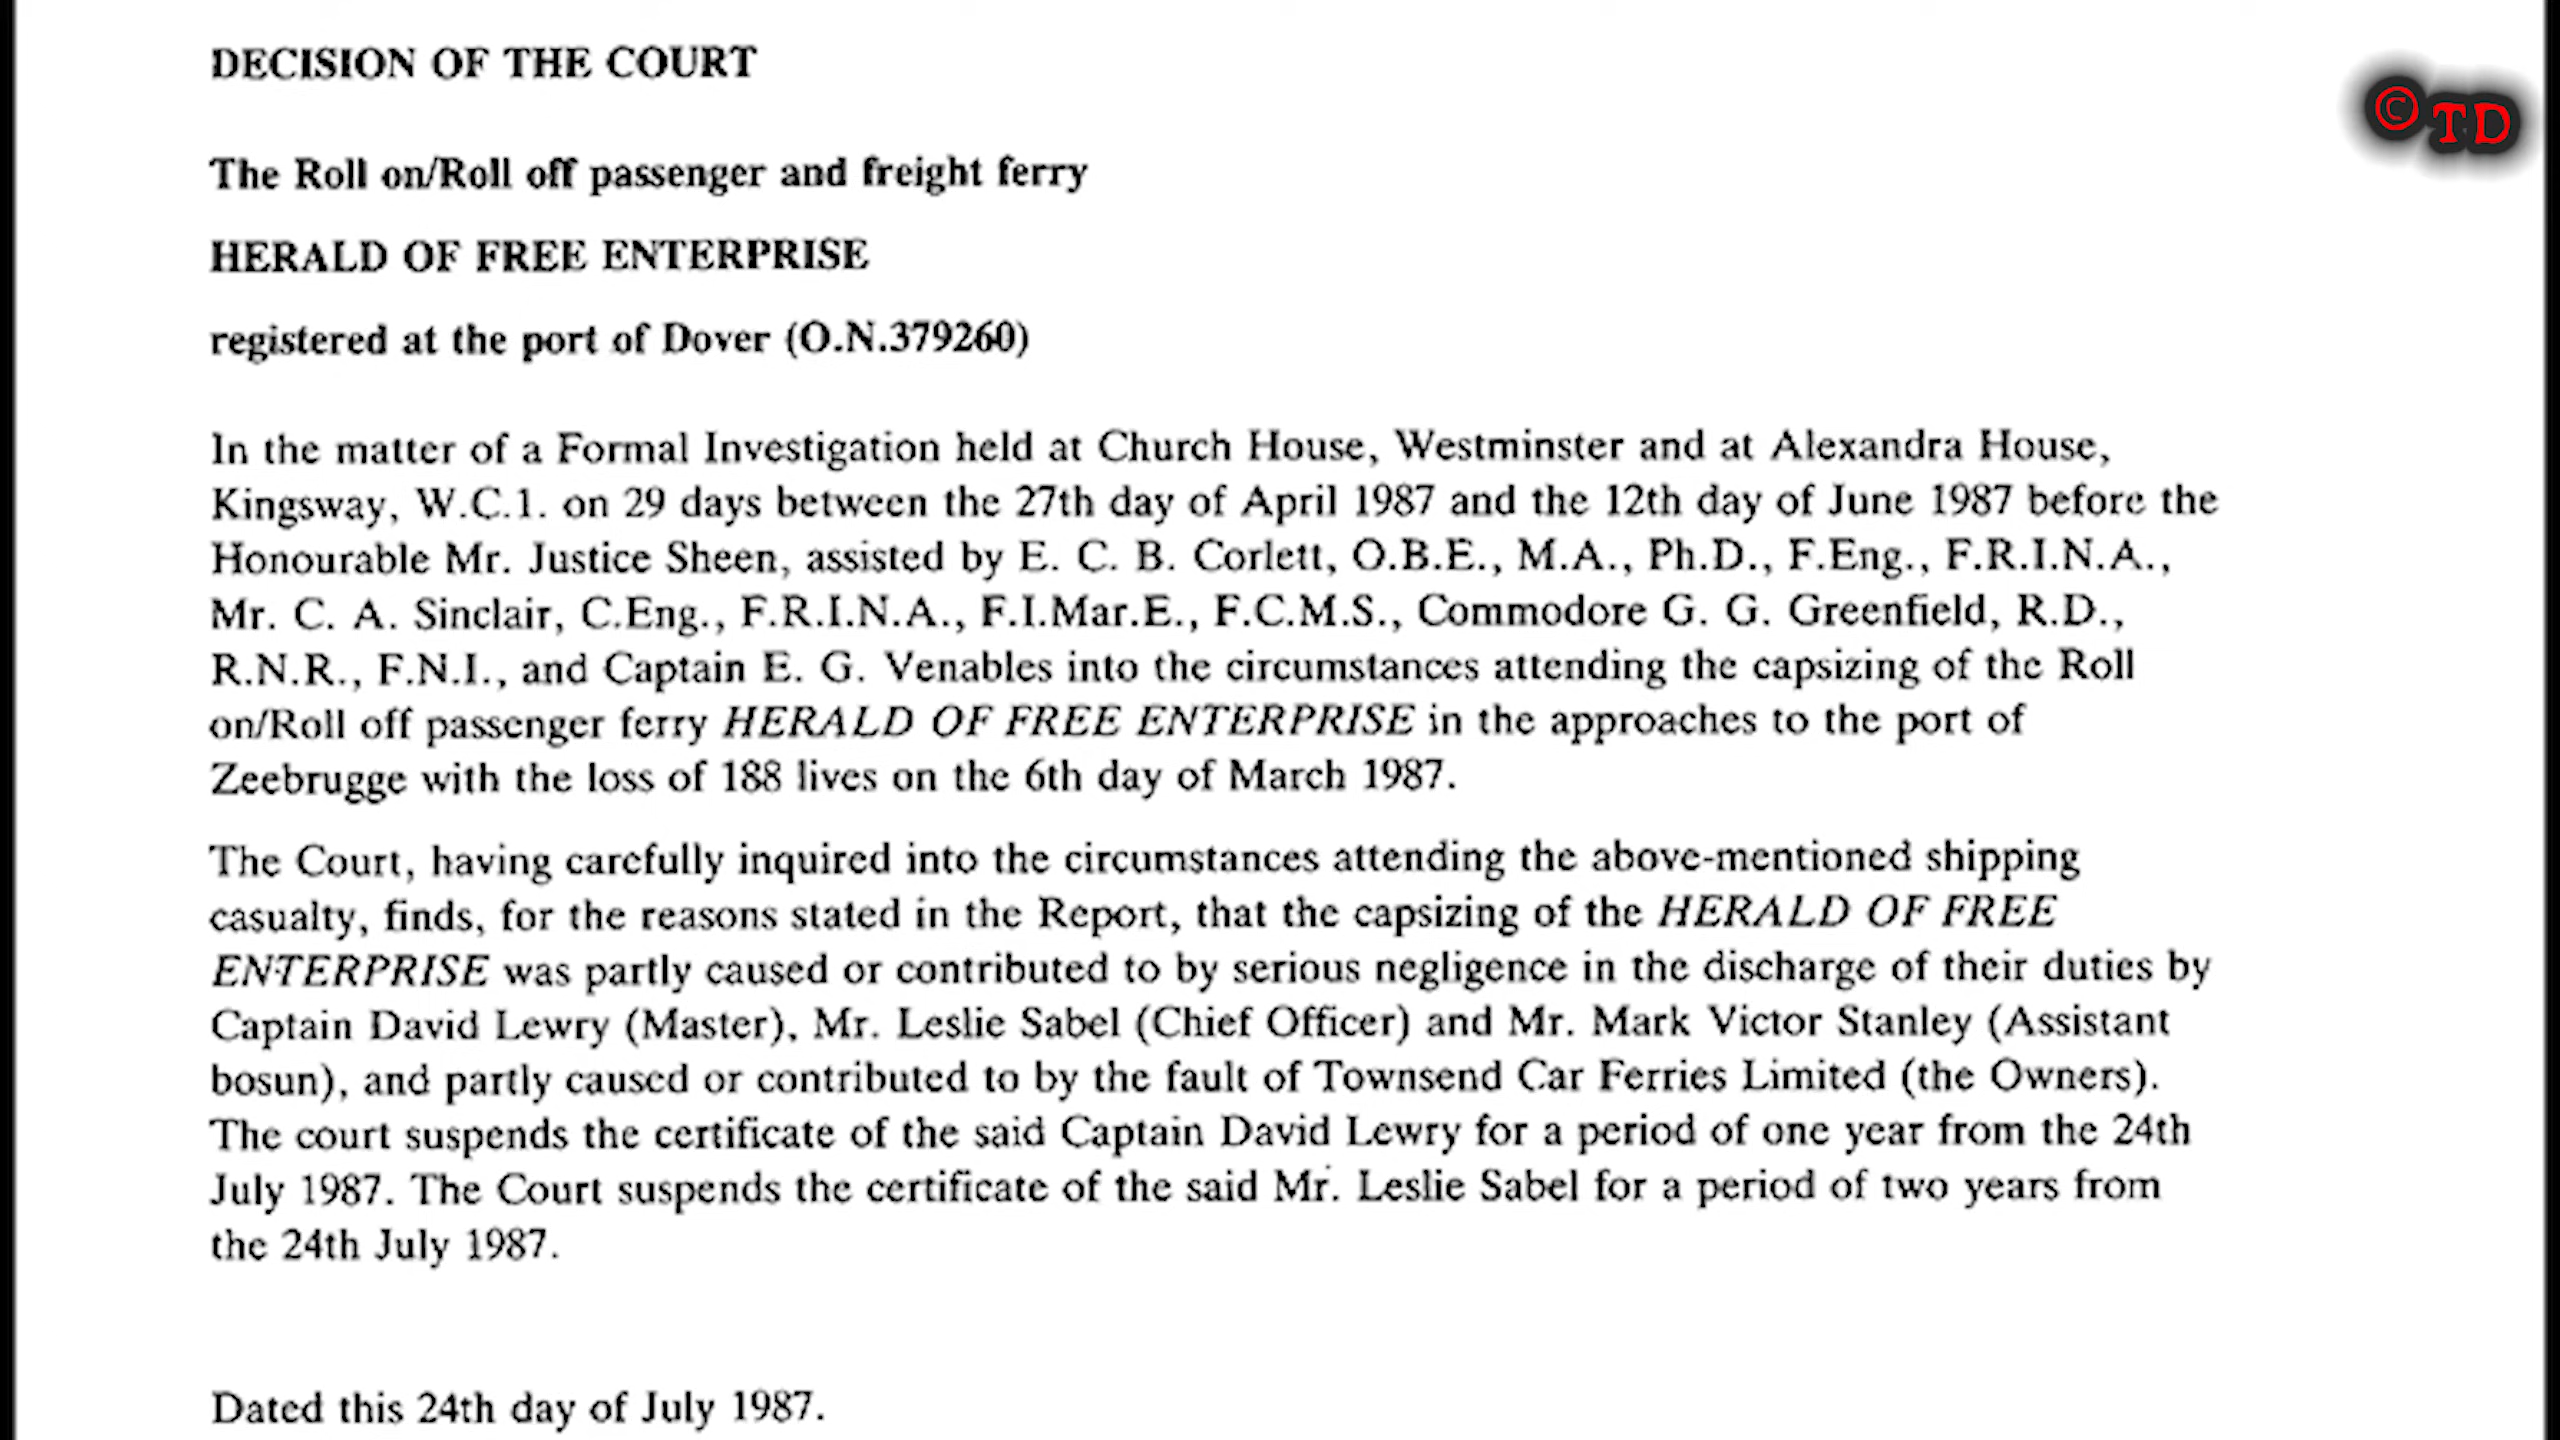 DECISION OF THE COURT
©TD
The Roll on/Roll off passenger and freight ferry
HERALD OF FREE ENTERPRISE
registered at the port of Dover (O.N.379260)
In the matter of a Formal Investigation held at Church House, Westminster and at Alexandra House,
Kingsway, W.C.1. on 29 days between the 27th day of April 1987 and the 12th day of June 1987 before the
Honourable Mr. Justice Sheen, assisted by E. C. B. Corlett, O.B.E., M.A., Ph.D., F.Eng., F.R.I.N.A.,
Mr. C. A. Sinclair, C.Eng., F.R.I.N.A., F.I.Mar.E., F.C.M.S., Commodore G. G. Greenfield, R.D.,
R.N.R., F.N.I., and Captain E. G. Venables into the circumstances attending the capsizing of the Roll
on/Roll off passenger ferry HERALD OF FREE ENTERPRISE in the approaches to the port of
Zeebrugge with the loss of 188 lives on the 6th day of March 1987.
The Court, having carefully inquired into the circumstances attending the above-mentioned shipping
casualty, finds, for the reasons stated in the Report, that the capsizing of the HERALD OF FREE
ENTERPRISE was partly caused or contributed to by serious negligence in the discharge of their duties by
Captain David Lewry (Master), Mr. Leslie Sabel (Chief Officer) and Mr. Mark Victor Stanley (Assistant
bosun), and partly caused or contributed to by the fault of Townsend Car Ferries Limited (the Owners).
The court suspends the certificate of the said Captain David Lewry for a period of one year from the 24th
July 1987. The Court suspends the certificate of the said Mr. Leslie Sabel for a period of two years from
the 24th July 1987.
Dated this 24th day of July 1987.